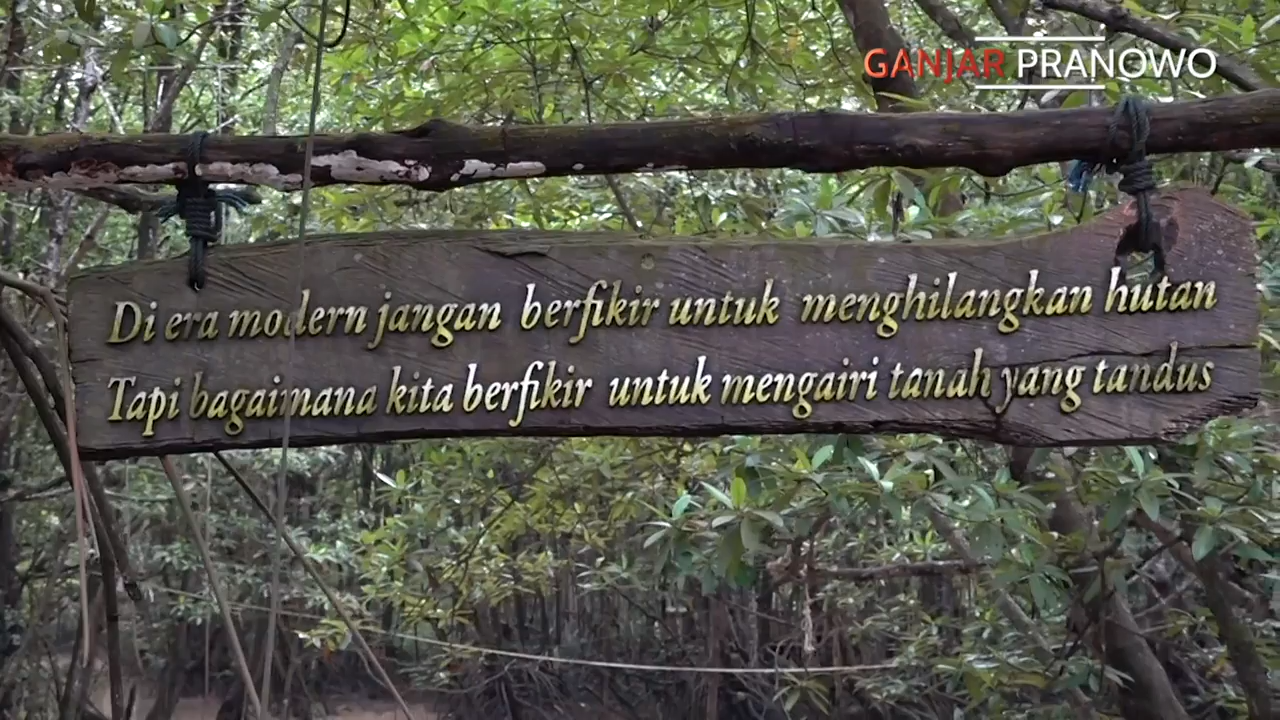 GANJAR PRANOWO
Di era modern jangan berfikir untuk menghilangkan hutan
Tapi bagaimana kita berfikir untuk mengairi tanah yang tandus